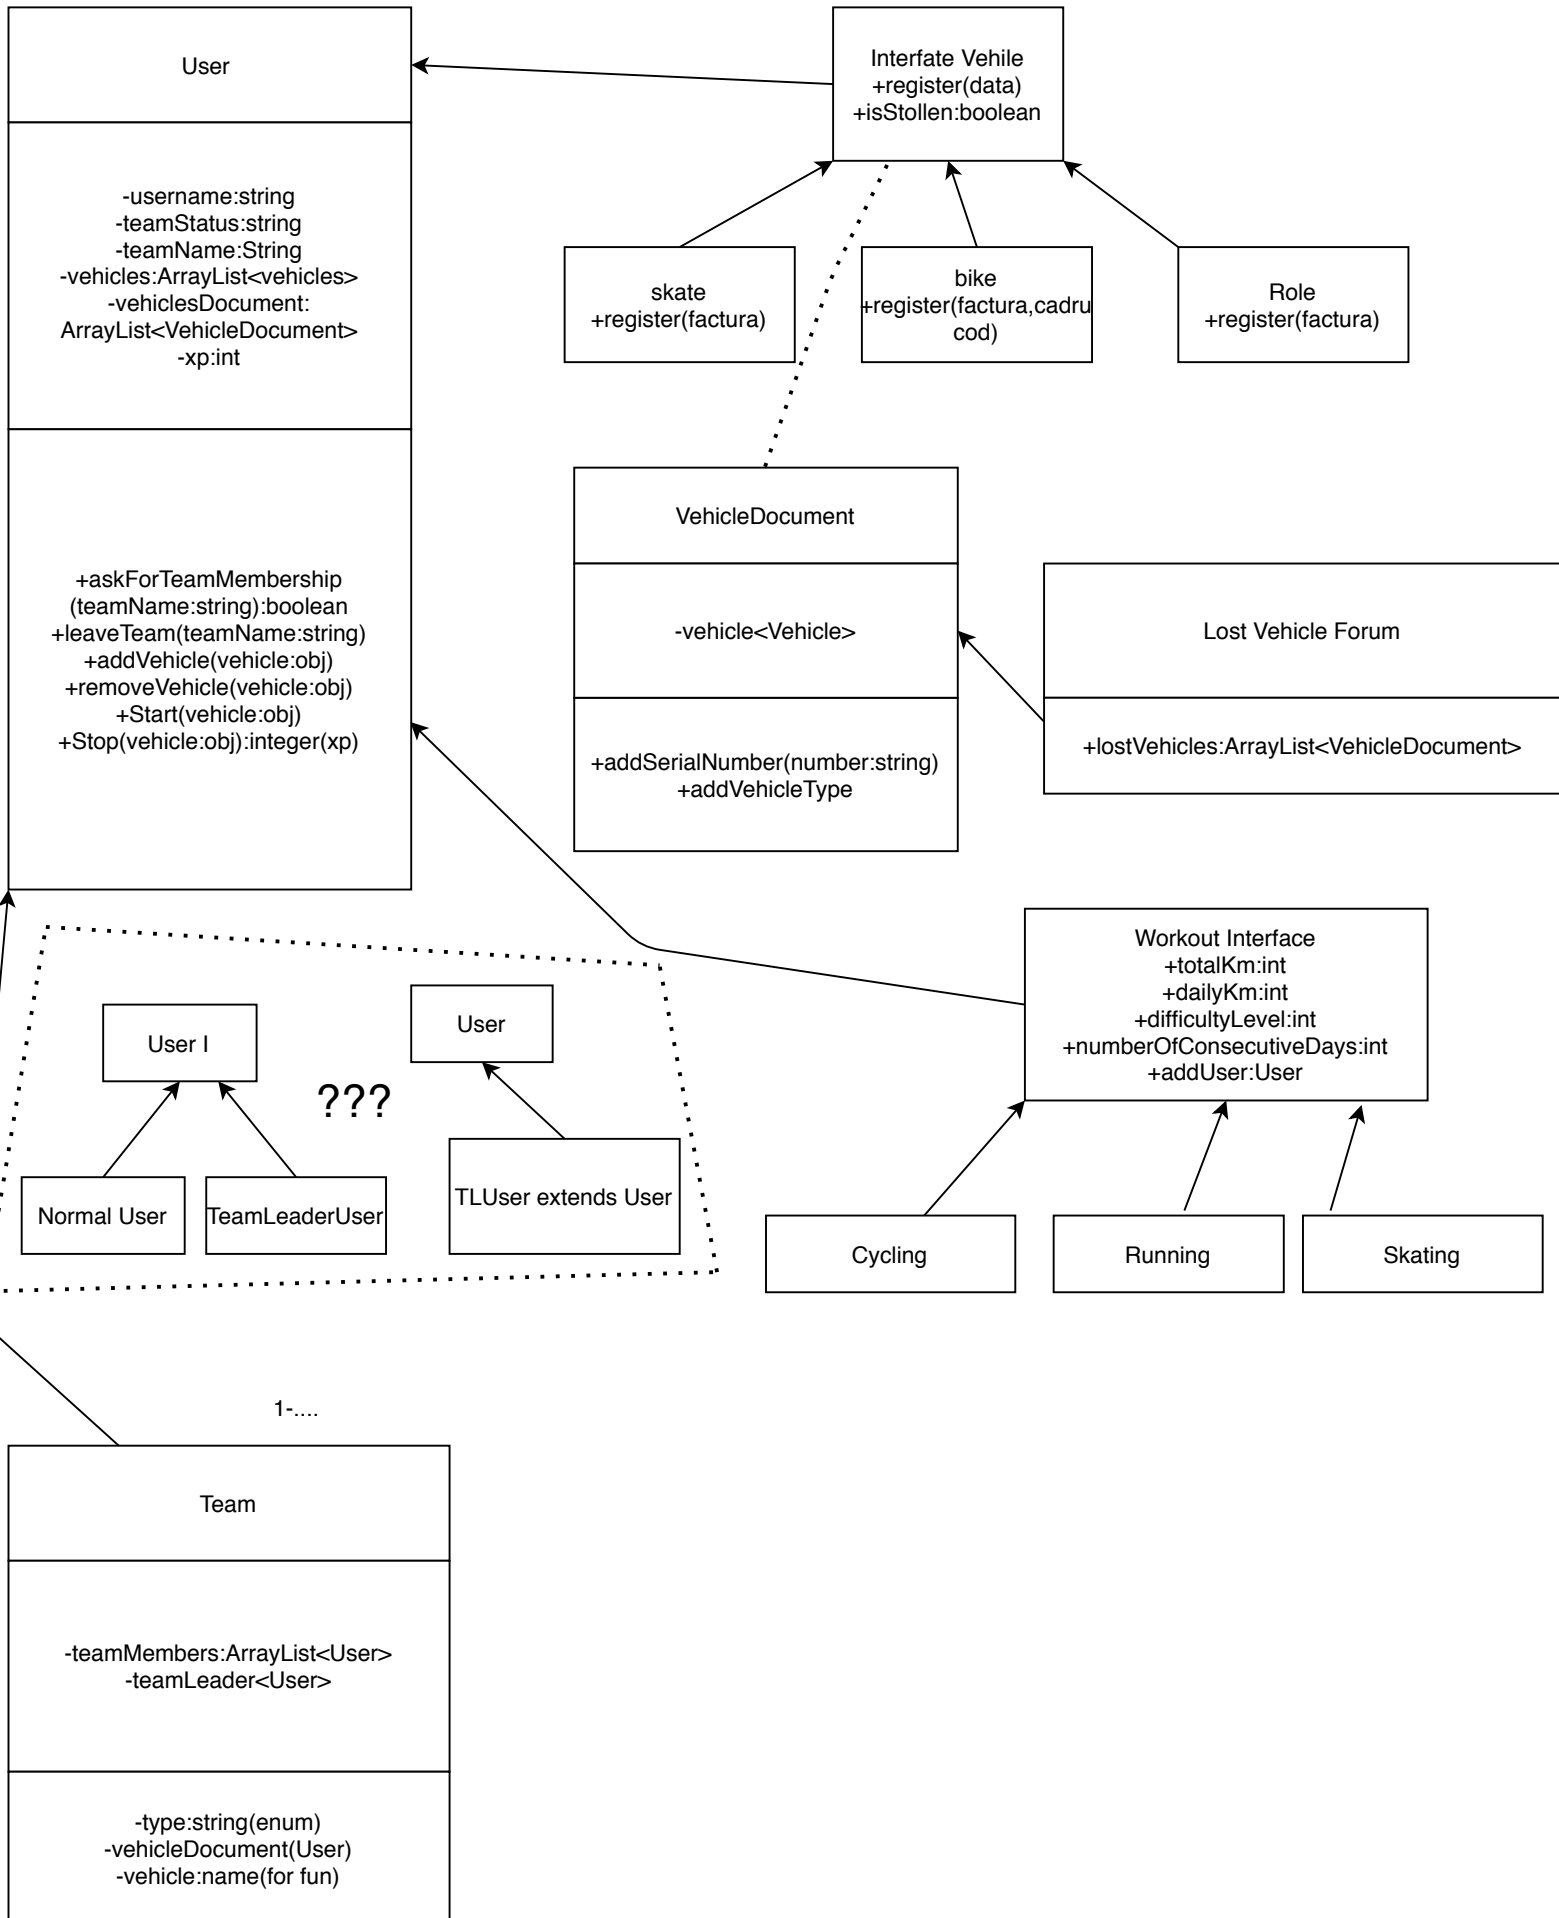 User
-username:string
-teamStatus:string
-teamName:String
-vehicles:ArrayList<vehicles>
-vehiclesDocument:
ArrayList<VehicleDocument>
-xp:int
+askForTeamMembership
(teamName:string):boolean
+leaveTeam(teamName:string)
+addVehicle(vehicle:obj)
+removeVehicle(vehicle:obj)
+Start(vehicle:obj)
+Stop(vehicle:obj):integer(xp)
Interfate Vehile
+register(data)
+isStollen:boolean
skate
+register(factura)
bike
+register(factura,cadru
cod)
Role
+register(factura)
VehicleDocument
-vehicle<Vehicle>
+addSerialNumber(number:string)
+addVehicleType
Lost Vehicle Forum
+lostVehicles:ArrayList<VehicleDocument>
Workout Interface
+totalKm:int
+dailyKm:int
+difficultyLevel:int
+numberOfConsecutiveDays:int
+addUser:User
Cycling
Running
Skating
User I
???
User
Normal User
TeamLeaderUser
TLUser extends User
1-....
Team
-teamMembers:ArrayList<User>
-teamLeader<User>
-type:string(enum)
-vehicleDocument(User)
-vehicle:name(for fun)